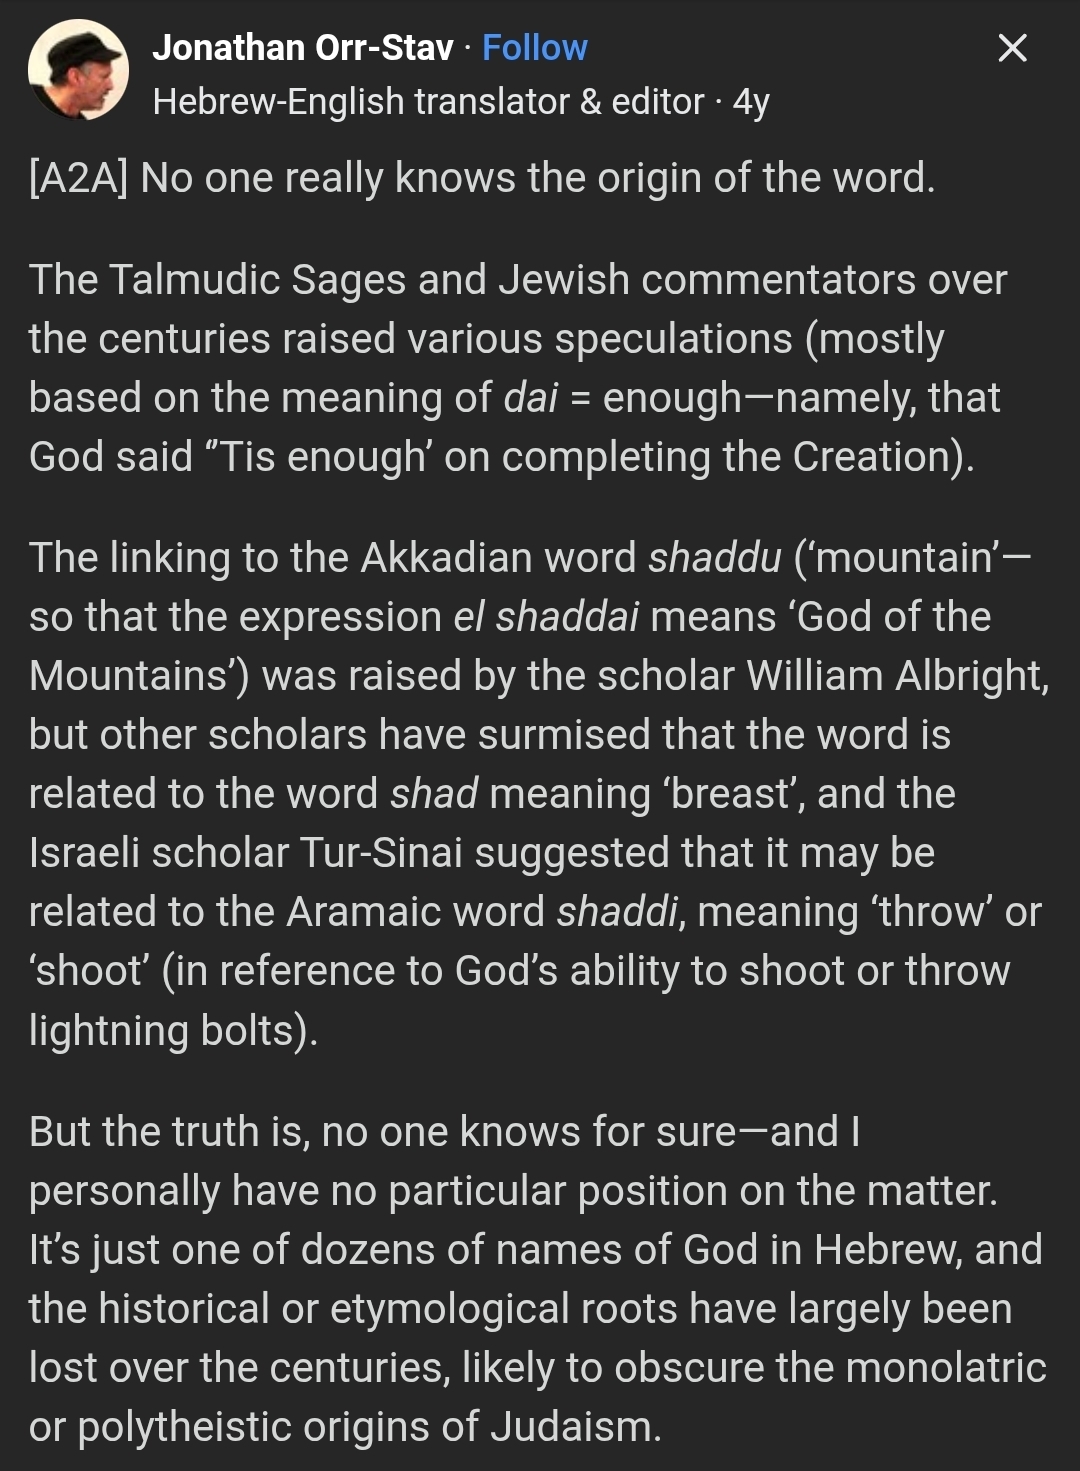 Jonathan Orr-Stav · Follow
Hebrew-English translator & editor · 4y
[A2A] No one really knows the origin of the word.
The Talmudic Sages and Jewish commentators over
the centuries raised various speculations (mostly
based on the meaning of dai = enough—namely, that
God said ‘’Tis enough’ on completing the Creation).
The linking to the Akkadian word shaddu (‘mountain’—
so that the expression el shaddai means ‘God of the
Mountains’) was raised by the scholar William Albright,
but other scholars have surmised that the word is
related to the word shad meaning ‘breast’, and the
Israeli scholar Tur-Sinai suggested that it may be
related to the Aramaic word shaddi, meaning ‘throw’ or
‘shoot’ (in reference to God’s ability to shoot or throw
lightning bolts).
But the truth is, no one knows for sure—and I
personally have no particular position on the matter.
It’s just one of dozens of names of God in Hebrew, and
the historical or etymological roots have largely been
lost over the centuries, likely to obscure the monolatric
or polytheistic origins of Judaism.